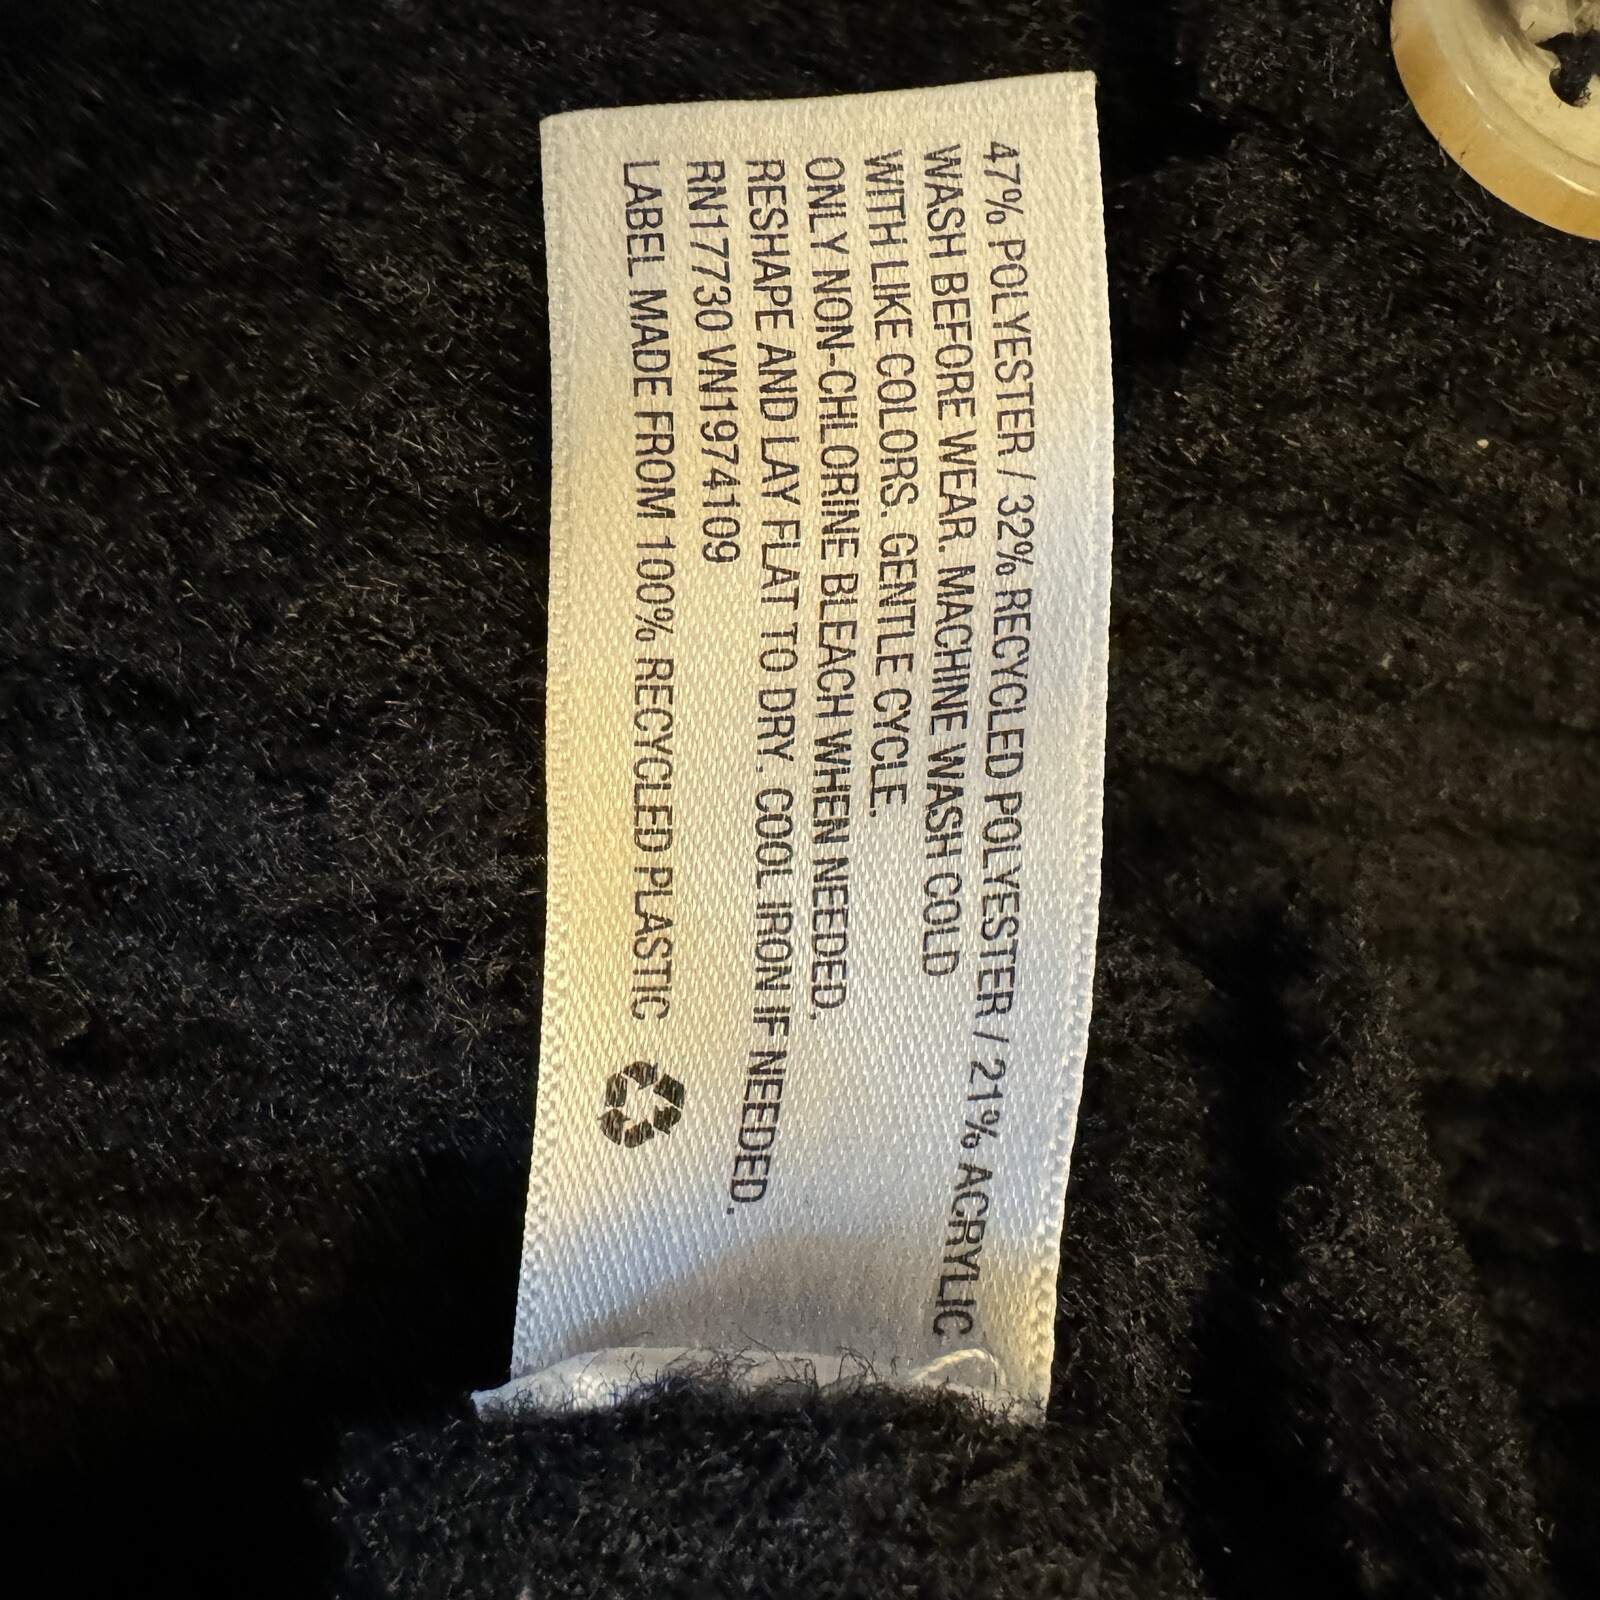 47% POLYESTER / 32% RECYCLED POLYESTER / 21% ACRYLIC
WASH BEFORE WEAR. MACHINE WASH COLD
WITH LIKE COLORS. GENTLE CYCLE.
ONLY NON-CHLORINE BLEACH WHEN NEEDED.
RESHAPE AND LAY FLAT TO DRY. COOL IRON IF NEEDED.
RN17730 VN1974109
LABEL MADE FROM 100% RECYCLED PLASTIC